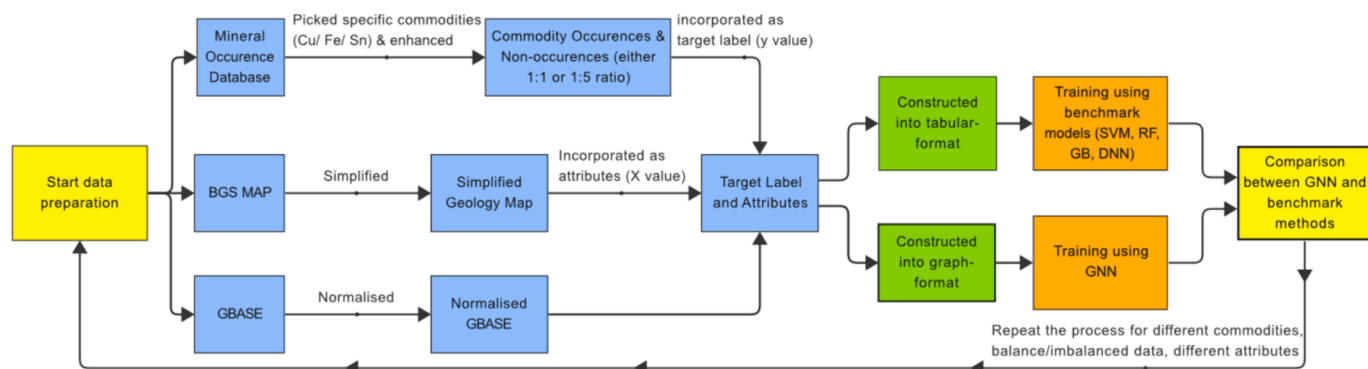 Mineral
Occurence
Database
Picked specific commodities
(Cu/ Fe/ Sn) & enhanced
Commodity Occurences &
Non-occurences (either
1:1 or 1:5 ratio)
incorporated as
target label (y value)
Start data
preparation
BGS MAP
Simplified
Simplified
Geology Map
Incorporated as
attributes (X value)
Target Label
and Attributes
GBASE
Normalised
Normalised
GBASE
Constructed
into tabular-
format
Training using
benchmark
models (SVM, RF,
GB, DNN)
Constructed
into graph-
format
Training using
GNN
Comparison
between GNN and
benchmark
methods
Repeat the process for different commodities,
balance/imbalanced data, different attributes